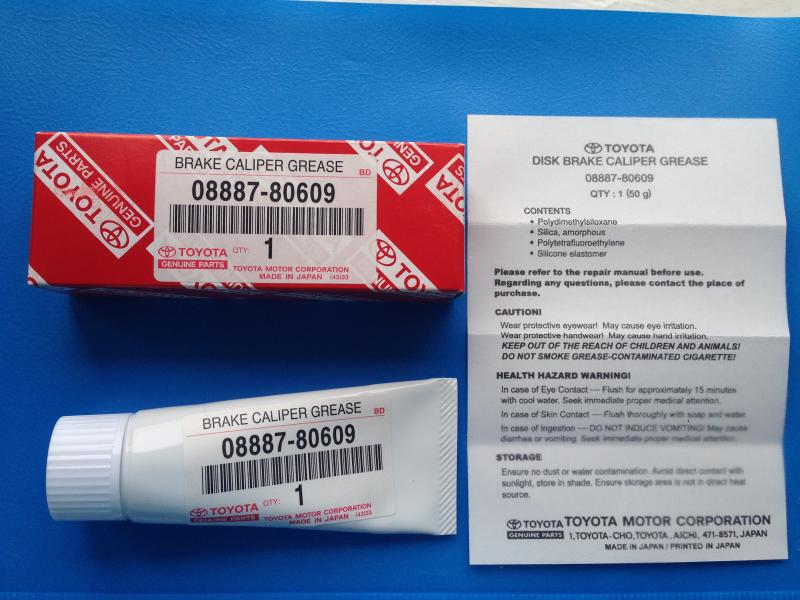 TOYOTA
GENUINE PARTS
BRAKE CALIPER GREASE
BD
08887-80609
TOYOTA QTY: 1
GENUINE PARTS
TOYOTA MOTOR CORPORATION
MADE IN JAPAN (43)33
TOYOTA
TOYOTA
BRAKE CALIPER GREASE
BD
08887-80609
TOYOTA QTY: 1
GENUINE PARTS
TOYOTA MOTOR CORPORATION
MADE IN JAPAN (43)33
TOYOTA
DISK BRAKE CALIPER GREASE
08887-80609
QTY : 1 (50 g)
CONTENTS
• Polydimethylsiloxane
• Silica, amorphous
• Polytetrafluoroethylene
• Silicone elastomer
Please refer to the repair manual before use.
Regarding any questions, please contact the place of
purchase.
CAUTION!
Wear protective eyewear! May cause eye irritation.
Wear protective handwear! May cause hand irritation.
KEEP OUT OF THE REACH OF CHILDREN AND ANIMALS!
DO NOT SMOKE GREASE-CONTAMINATED CIGARETTE!
HEALTH HAZARD WARNING!
In case of Eye Contact — Flush for approximately 15 minutes
with cool water. Seek immediate proper medical attention.
In case of Skin Contact — Flush thoroughly with soap and water.
In case of Ingestion — DO NOT INDUCE VOMITING! May cause
diarrhea or vomiting. Seek immediate proper medical attention.
STORAGE
Ensure no dust or water contamination. Avoid direct contact with
sunlight, store in shade. Ensure storage area is not in direct heat
source.
TOYOTA TOYOTA MOTOR CORPORATION
GENUINE PARTS 1,TOYOTA-CHO,TOYOTA, AICHI, 471-8571, JAPAN
MADE IN JAPAN / PRINTED IN JAPAN